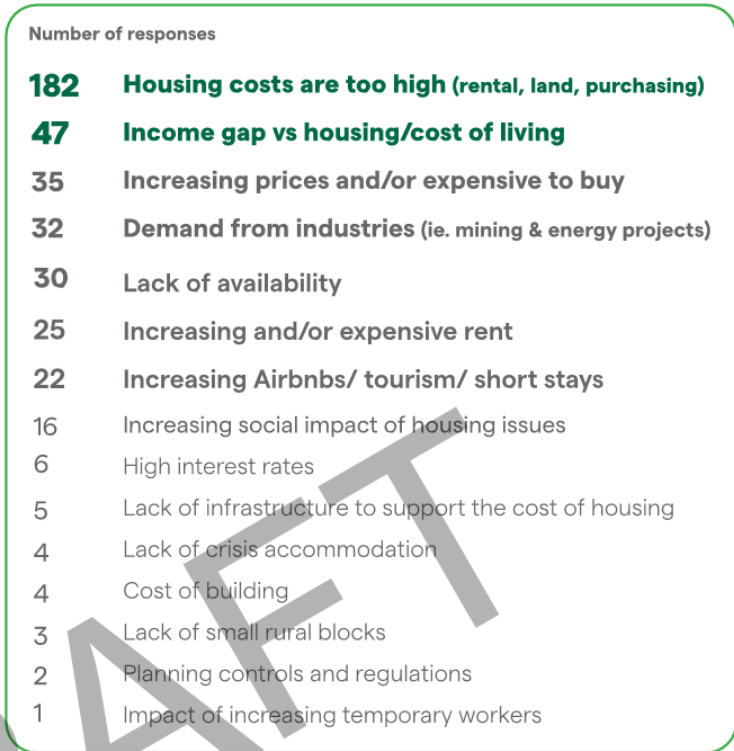 Number of responses
182 Housing costs are too high (rental, land, purchasing)
47 Income gap vs housing/cost of living
35 Increasing prices and/or expensive to buy
32 Demand from industries (ie. mining & energy projects)
30 Lack of availability
25 Increasing and/or expensive rent
22 Increasing Airbnbs/ tourism/ short stays
16 Increasing social impact of housing issues
6 High interest rates
5 Lack of infrastructure to support the cost of housing
4 Lack of crisis accommodation
4 Cost of building
3 Lack of small rural blocks
2 Planning controls and regulations
1 Impact of increasing temporary workers